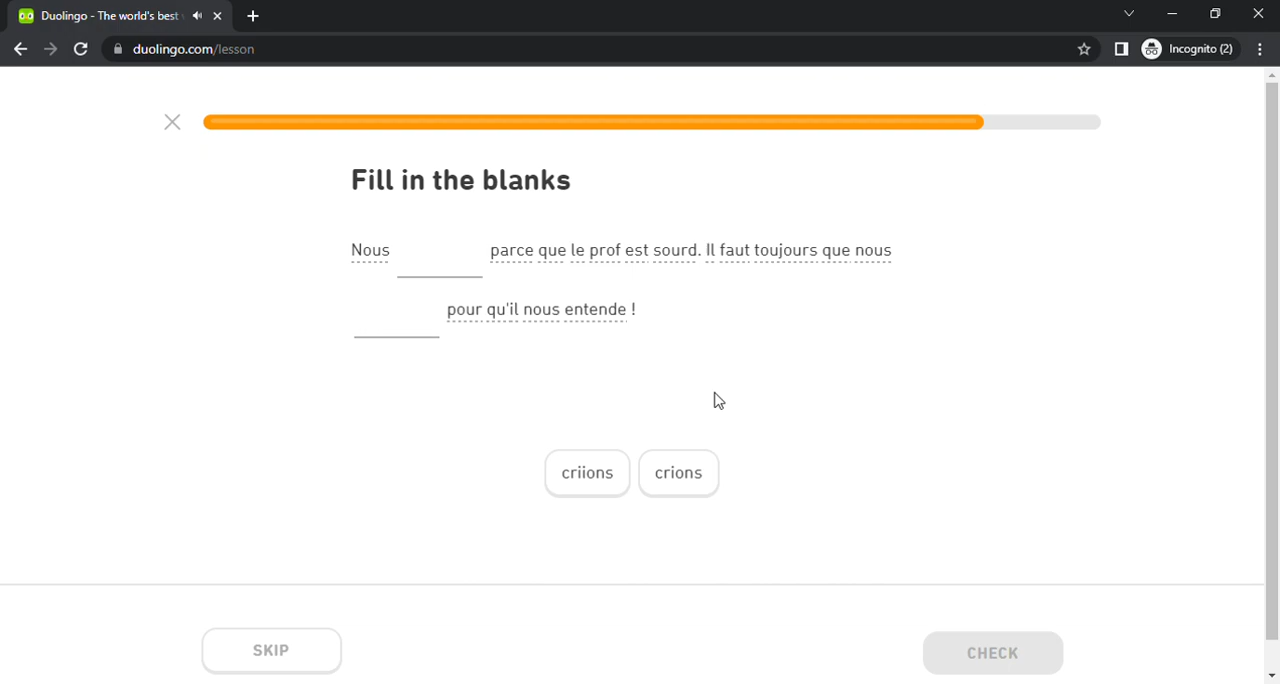 Duolingo - The world's best
duolingo.com/lesson
Incognito (2)
Fill in the blanks
Nous parce que le prof est sourd. Il faut toujours que nous
pour qu'il nous entende !
criions crions
SKIP CHECK